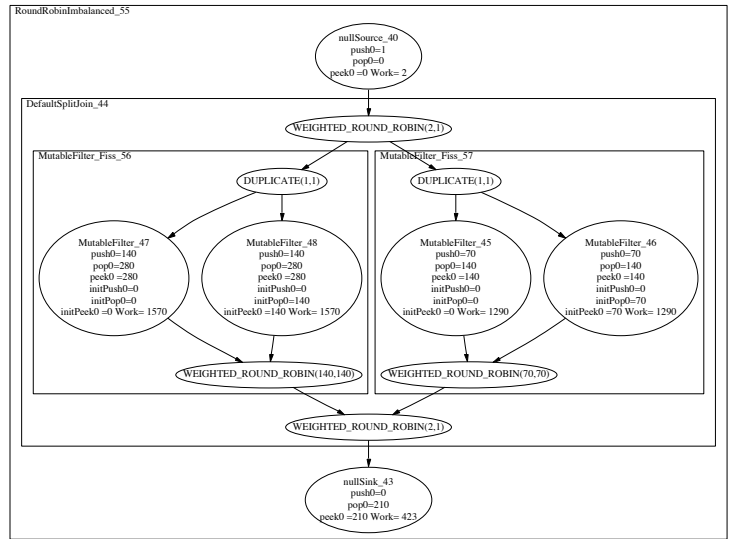 RoundRobinImbalanced_55
nullSource_40
push0=1
pop0=0
peek0 =0 Work= 2
DefaultSplitJoin_44
WEIGHTED_ROUND_ROBIN(2,1)
MutableFilter_Fiss_56
MutableFilter_Fiss_57
DUPLICATE(1,1)
DUPLICATE(1,1)
MutableFilter_47
push0=140
pop0=280
peek0 =280
initPush0=0
initPop0=0
initPeek0 =0 Work= 1570
MutableFilter_48
push0=140
pop0=280
peek0 =280
initPush0=0
initPop0=140
initPeek0 =140 Work= 1570
MutableFilter_45
push0=70
pop0=140
peek0 =140
initPush0=0
initPop0=0
initPeek0 =0 Work= 1290
MutableFilter_46
push0=70
pop0=140
peek0 =140
initPush0=0
initPop0=70
initPeek0 =70 Work= 1290
WEIGHTED_ROUND_ROBIN(140,140)
WEIGHTED_ROUND_ROBIN(70,70)
WEIGHTED_ROUND_ROBIN(2,1)
nullSink_43
push0=0
pop0=210
peek0 =210 Work= 423